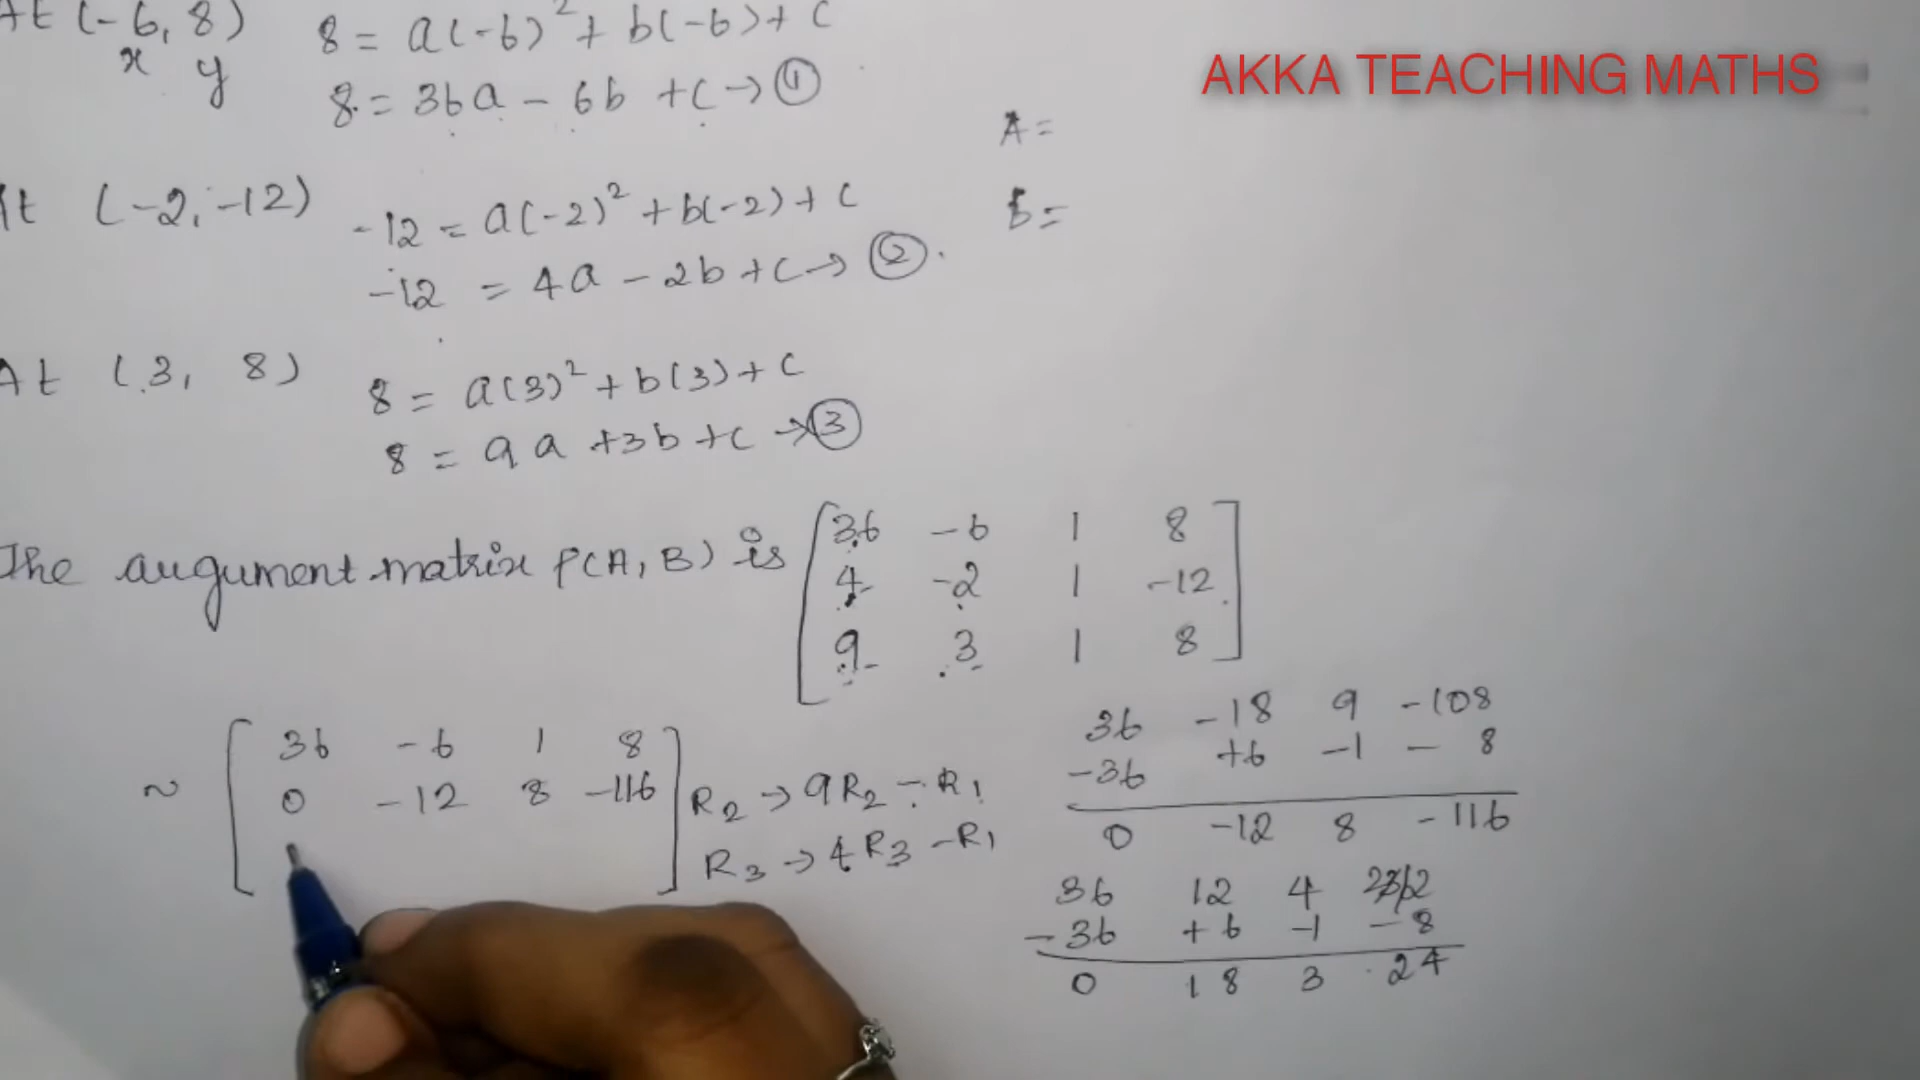 At (-6, 8) 8 = a(-6)² + b(-6) + c
x y
8 = 36a - 6b + c → ①
AKKA TEACHING MATHS
A =
At (-2, -12) -12 = a(-2)² + b(-2) + c
B =
-12 = 4a - 2b + c → ②
At (3, 8) 8 = a(3)² + b(3) + c
8 = 9a + 3b + c → ③
The augument matrix P(A, B) is [ 36 -6 1 8
4 -2 1 -12
9 3 1 8 ]
~ [ 36 -6 1 8
0 -12 8 -116 ] R₂ → 9R₂ - R₁
R₃ → 4R₃ - R₁
36 -18 9 -108
-36 +6 -1 - 8
0 -12 8 -116
36 12 4 32
-36 +6 -1 -8
0 18 3 24